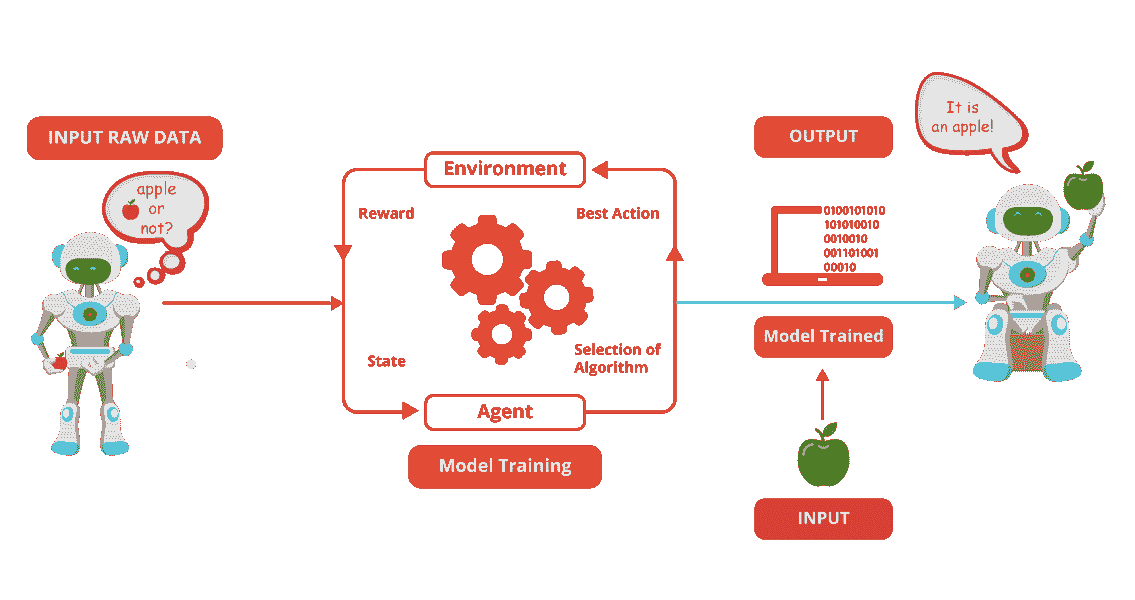 INPUT RAW DATA
apple
or
not?
Environment
Reward
Best Action
State
Selection of
Algorithm
Agent
Model Training
OUTPUT
0100101010
101010010
0010010
001101001
00010
Model Trained
INPUT
It is
an apple!